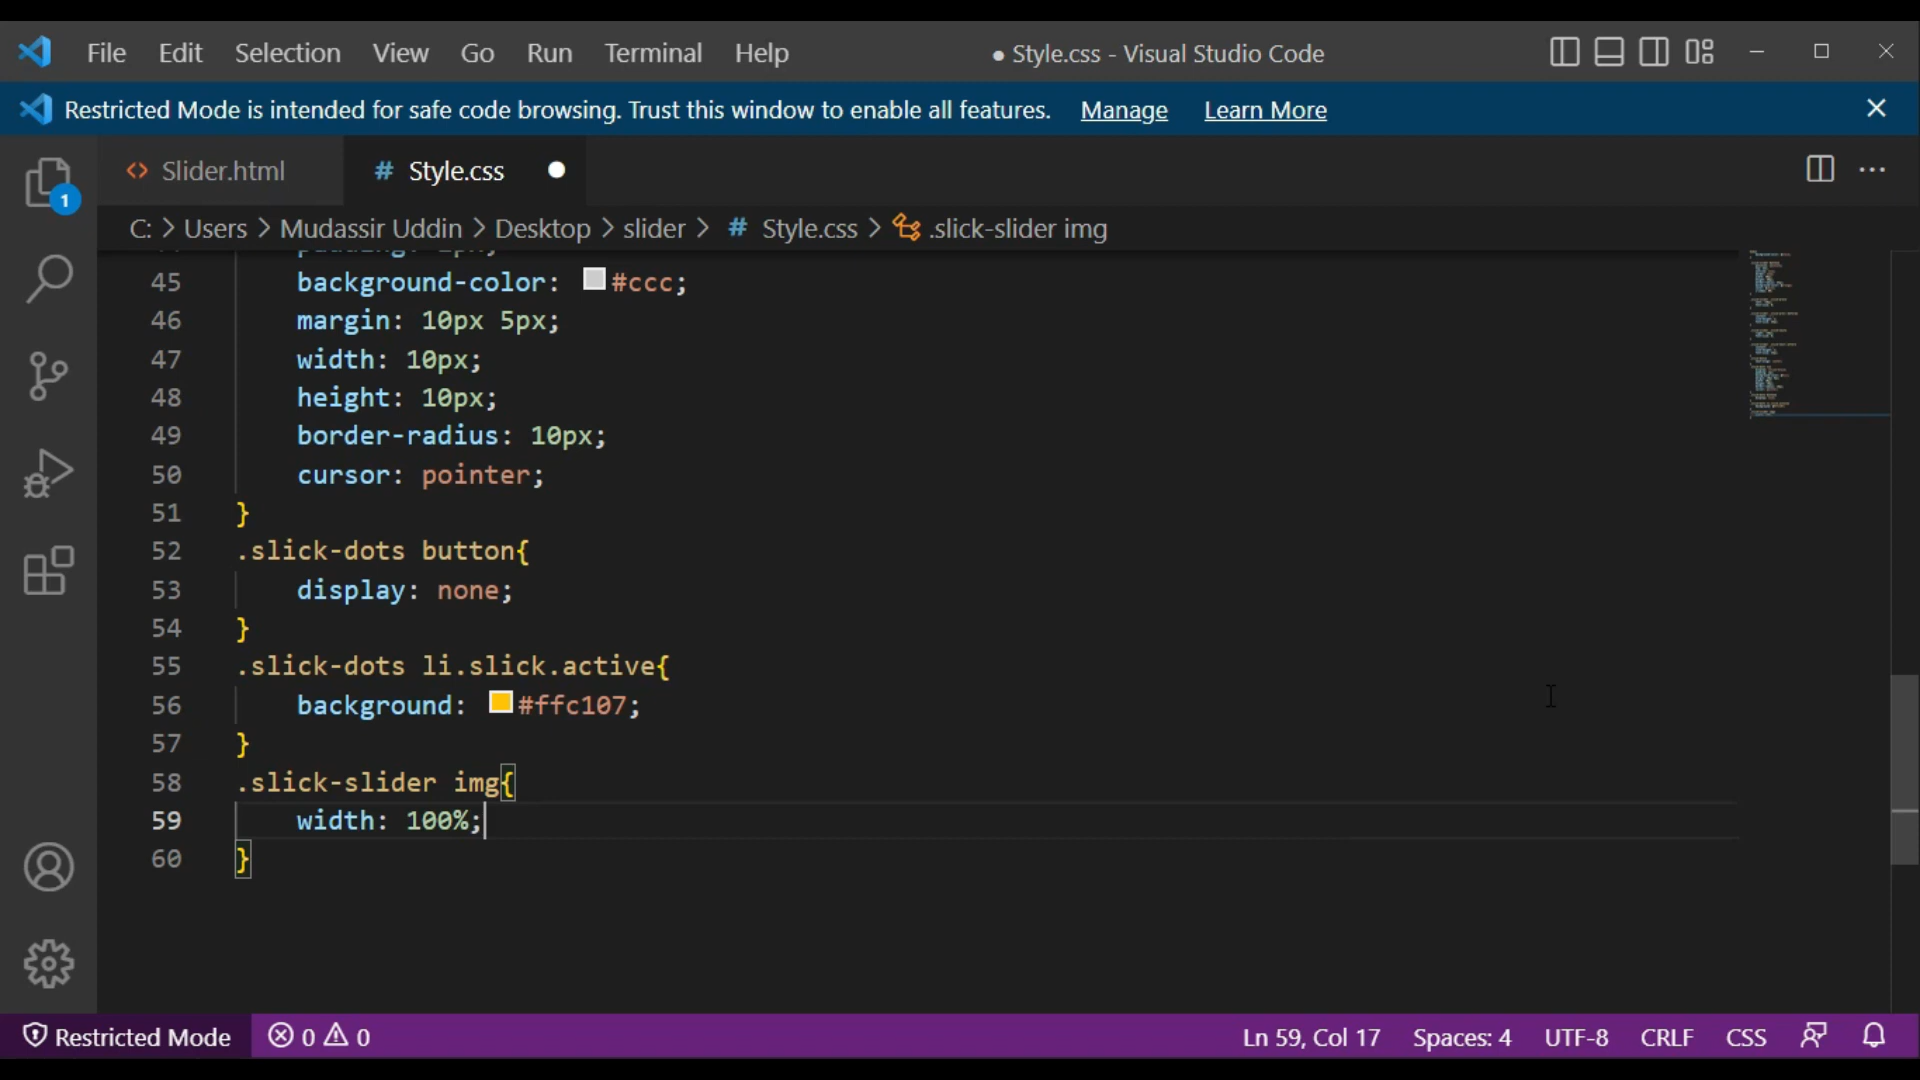 File Edit Selection View Go Run Terminal Help ● Style.css - Visual Studio Code
Restricted Mode is intended for safe code browsing. Trust this window to enable all features. Manage Learn More
<> Slider.html # Style.css
C: > Users > Mudassir Uddin > Desktop > slider > # Style.css > .slick-slider img
1
45 background-color: #ccc;
46 margin: 10px 5px;
47 width: 10px;
48 height: 10px;
49 border-radius: 10px;
50 cursor: pointer;
51 }
52 .slick-dots button{
53 display: none;
54 }
55 .slick-dots li.slick.active{
56 background: #ffc107;
57 }
58 .slick-slider img{
59 width: 100%;
60 }
Restricted Mode 0 0 Ln 59, Col 17 Spaces: 4 UTF-8 CRLF CSS